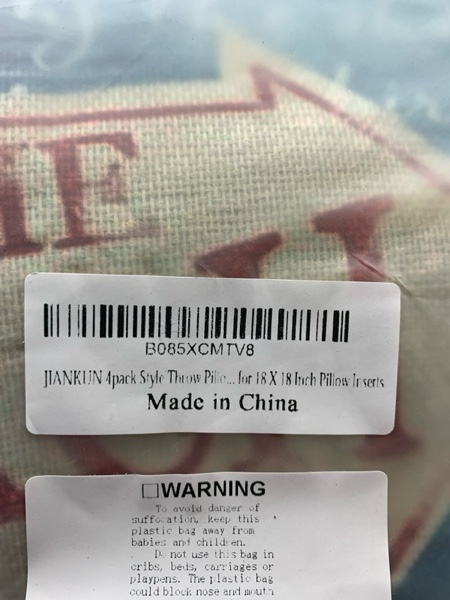 B085XCMTV8
JIANKUN 4pack Style Throw Pillo... for 18 X 18 Inch Pillow Inserts
Made in China
WARNING
To avoid danger of
suffocation, keep this
plastic bag away from
babies and children.
Do not use this bag in
cribs, beds, carriages or
playpens. The plastic bag
could block nose and mouth